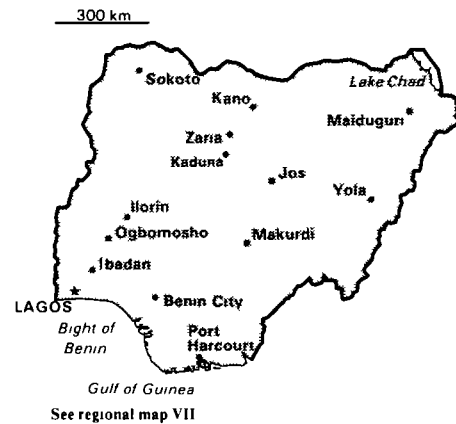 300 km
Sokoto
Lake Chad
Kano
Maiduguri
Zaria
Kaduna
Jos
Yola
Ilorin
Ogbomosho
Makurdi
Ibadan
LAGOS
Benin City
Bight of
Benin
Port
Harcourt
Gulf of Guinea
See regional map VII